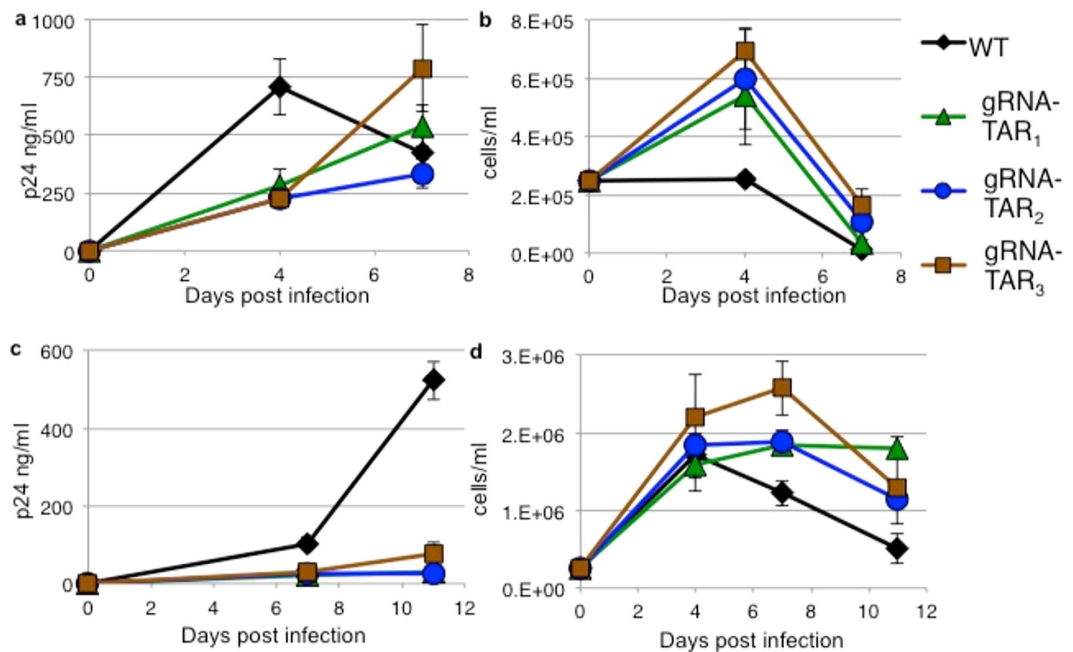 a
1000
750
500
250
0
p24 ng/ml
0 2 4 6 8
Days post infection
b
8.E+05
6.E+05
4.E+05
2.E+05
0.E+00
cells/ml
0 2 4 6 8
Days post infection
WT
gRNA-
TAR1
gRNA-
TAR2
gRNA-
TAR3
c
600
400
200
0
p24 ng/ml
0 2 4 6 8 10 12
Days post infection
d
3.E+06
2.E+06
1.E+06
0.E+00
cells/ml
0 2 4 6 8 10 12
Days post infection